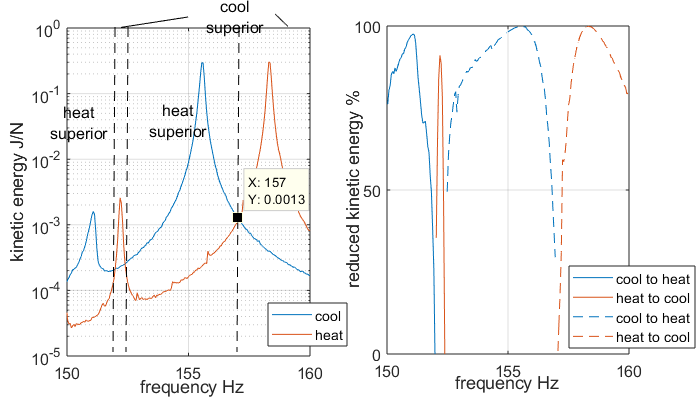 cool
superior
heat
superior
heat
superior
X: 157
Y: 0.0013
10^0
10^-1
10^-2
10^-3
10^-4
10^-5
kinetic energy J/N
150
155
160
frequency Hz
cool
heat
100
50
0
reduced kinetic energy %
150
155
160
frequency Hz
cool to heat
heat to cool
cool to heat
heat to cool